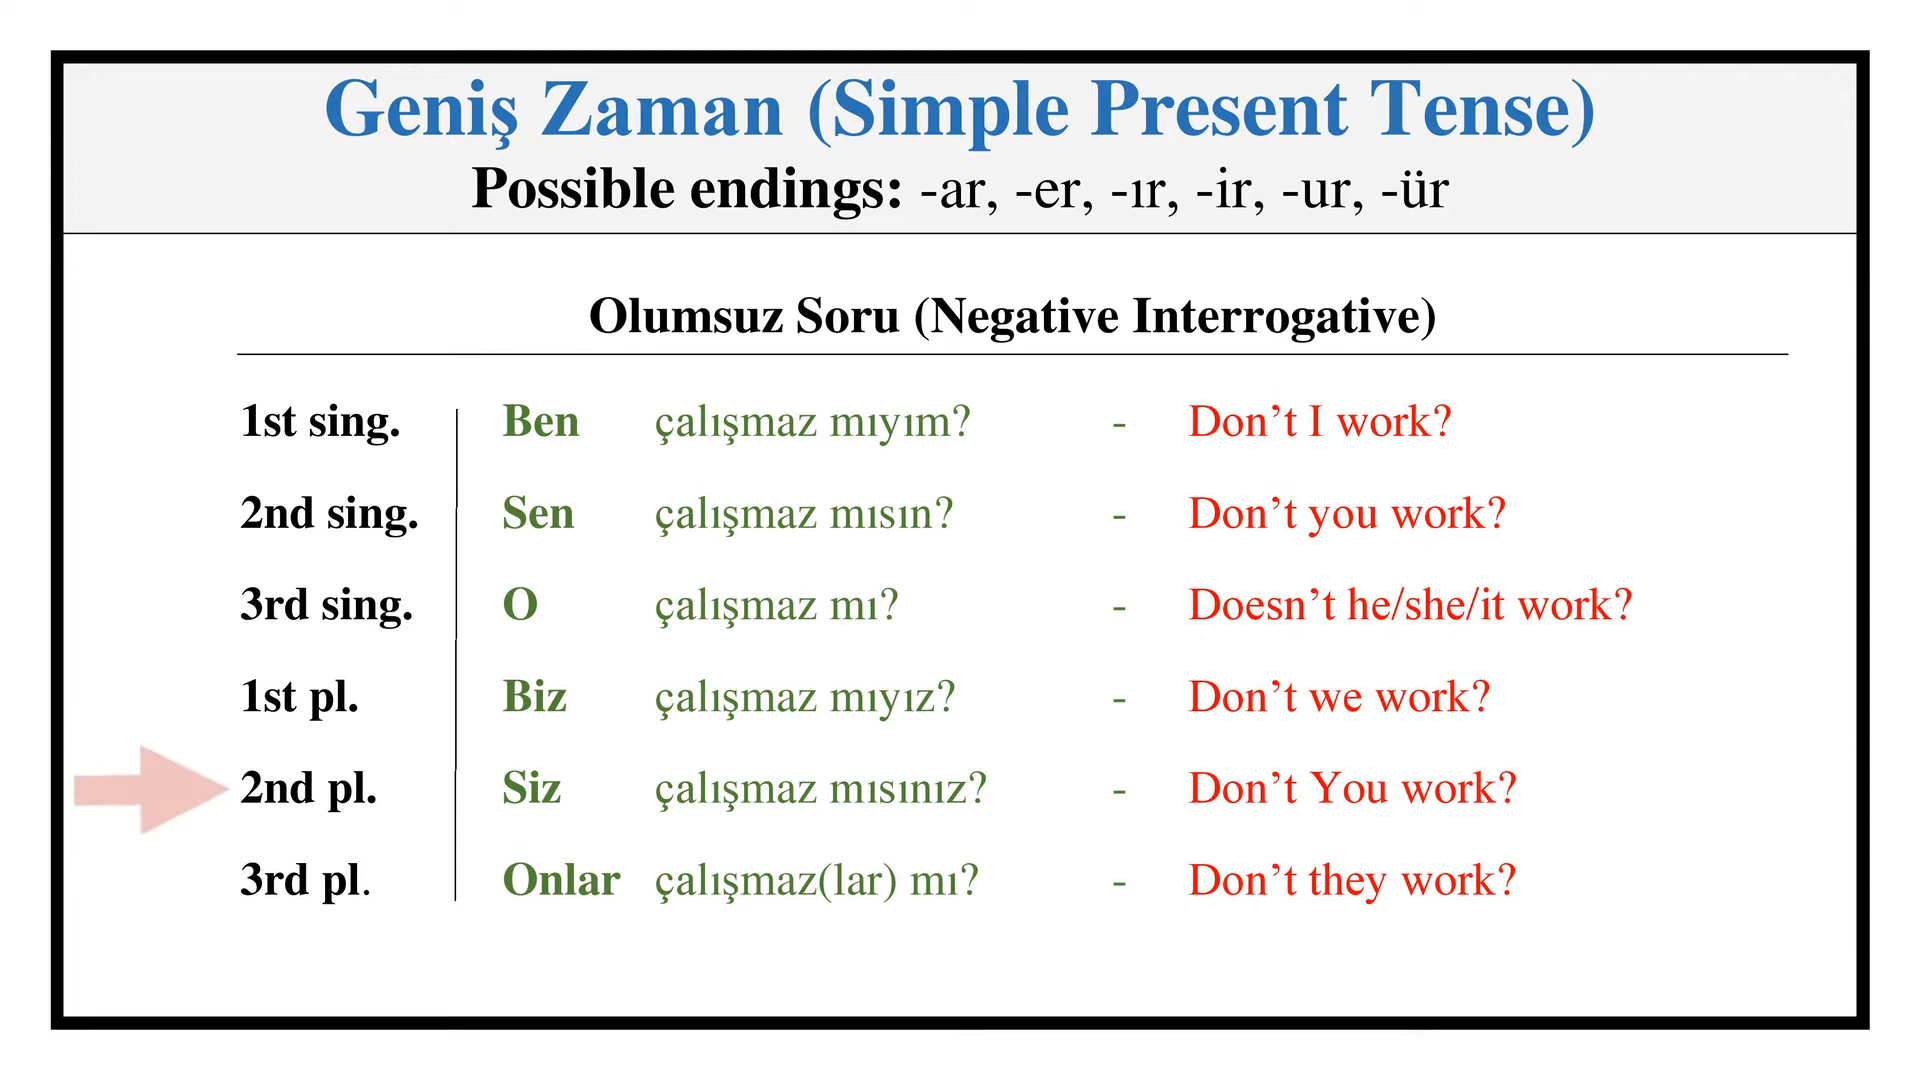 Geniş Zaman (Simple Present Tense)
Possible endings: -ar, -er, -ır, -ir, -ur, -ür
Olumsuz Soru (Negative Interrogative)
1st sing. Ben çalışmaz mıyım? - Don’t I work?
2nd sing. Sen çalışmaz mısın? - Don’t you work?
3rd sing. O çalışmaz mı? - Doesn’t he/she/it work?
1st pl. Biz çalışmaz mıyız? - Don’t we work?
2nd pl. Siz çalışmaz mısınız? - Don’t You work?
3rd pl. Onlar çalışmaz(lar) mı? - Don’t they work?